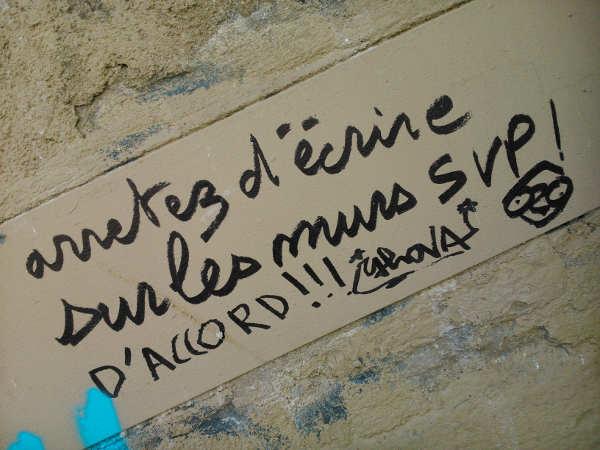 arretez d'écrire
sur les murs SVP!
D'ACCORD!!!